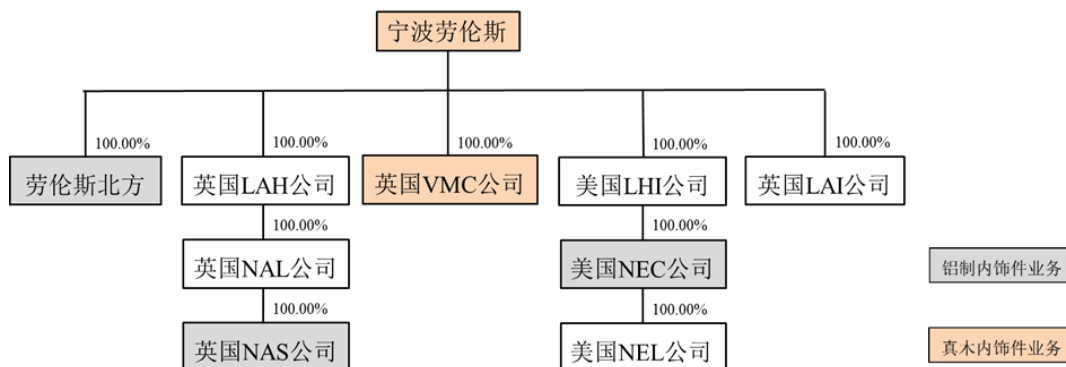 宁波劳伦斯
100.00%
100.00%
100.00%
100.00%
100.00%
劳伦斯北方
英国LAH公司
英国VMC公司
美国LHI公司
英国LAI公司
100.00%
100.00%
英国NAL公司
美国NEC公司
铝制内饰件业务
100.00%
100.00%
英国NAS公司
美国NEL公司
真木内饰件业务